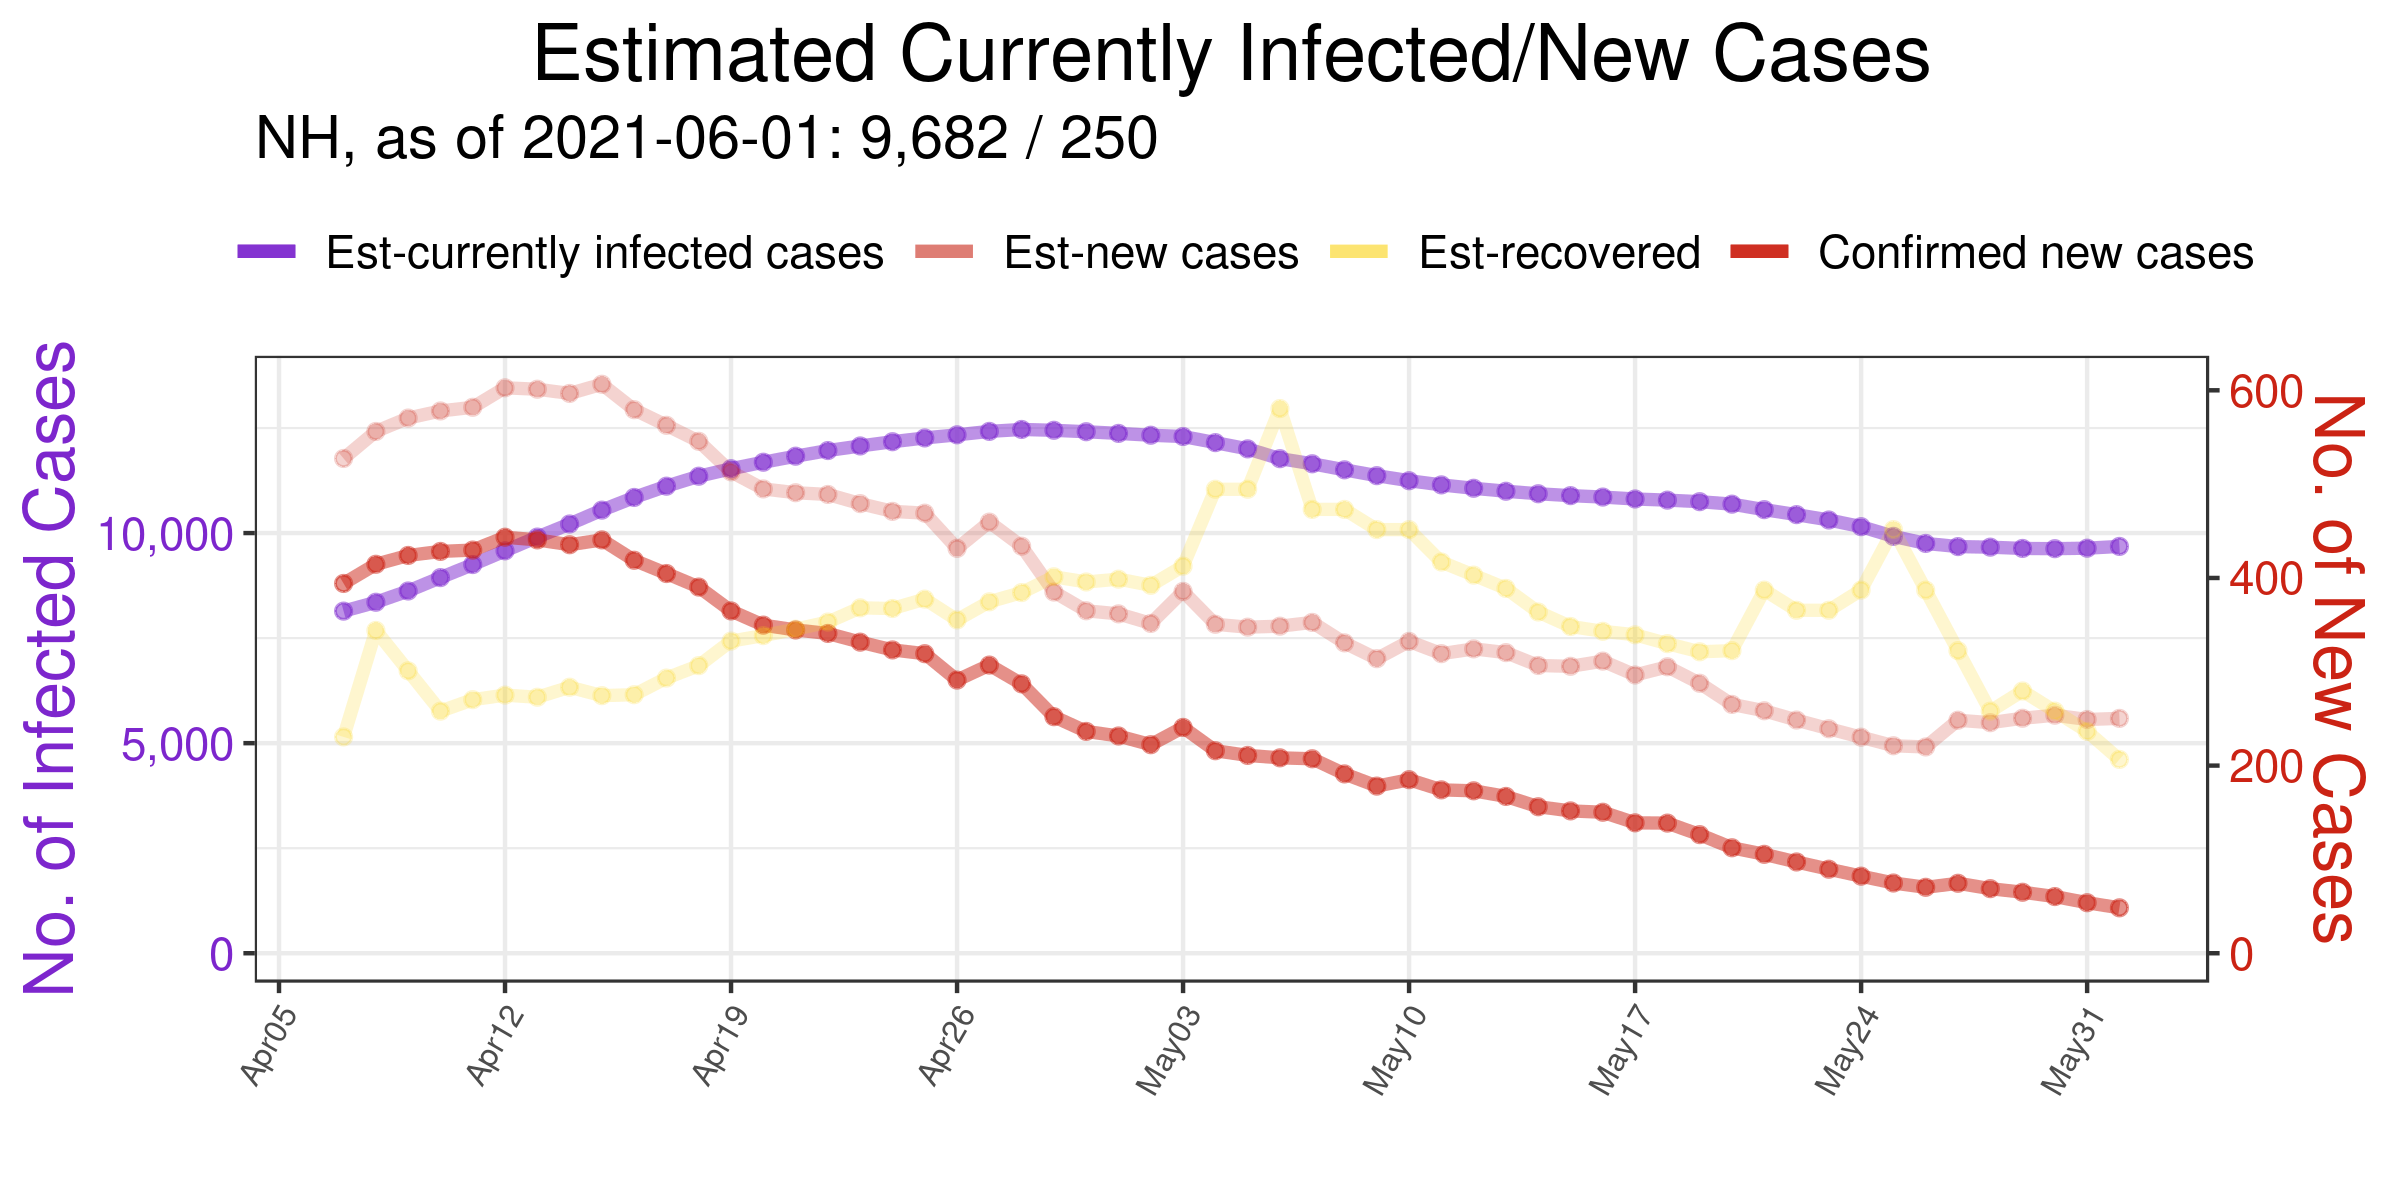 Estimated Currently Infected/New Cases
NH, as of 2021-06-01: 9,682 / 250
Est-currently infected cases Est-new cases Est-recovered Confirmed new cases
No. of Infected Cases
10,000
5,000
0
600
400
200
0
No. of New Cases
Apr05 Apr12 Apr19 Apr26 May03 May10 May17 May24 May31